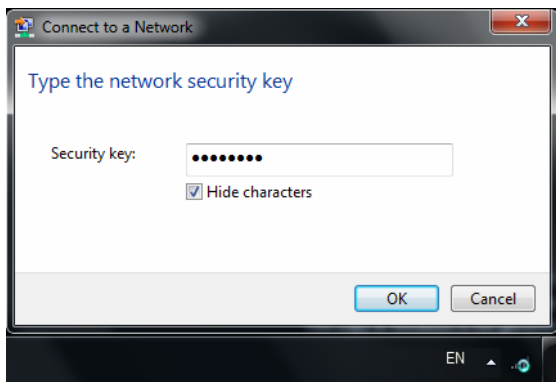 Connect to a Network
Type the network security key
Security key: ••••••••
Hide characters
OK Cancel
EN